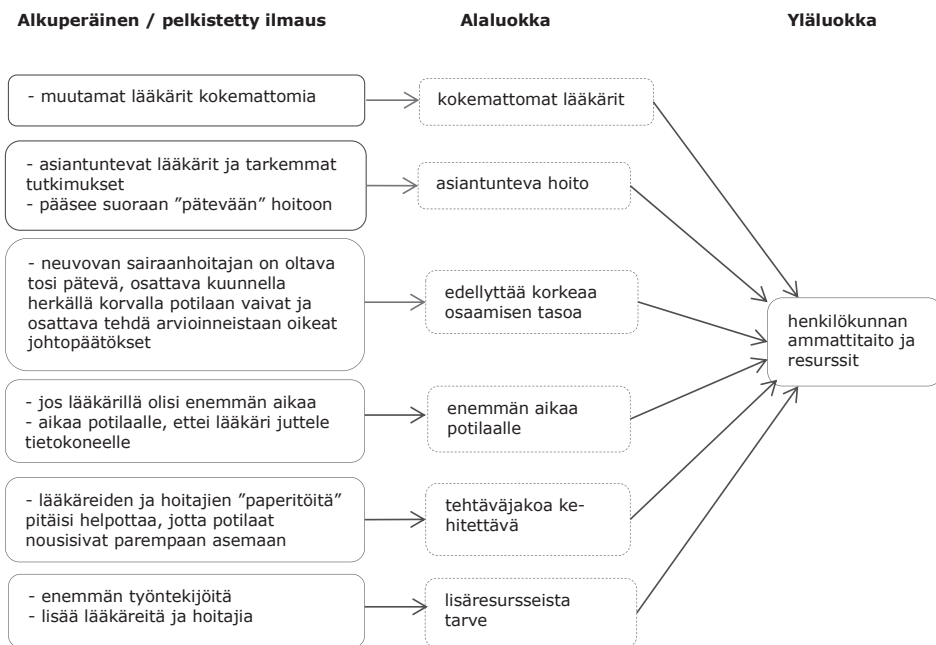 Alkuperäinen / pelkistetty ilmaus
Alaluokka
Yläluokka
- muutamat lääkärit kokemattomia
kokemattomat lääkärit
- asiantuntevat lääkärit ja tarkemmat
tutkimukset
- pääsee suoraan ”pätevään” hoitoon
asiantunteva hoito
- neuvovan sairaanhoitajan on oltava
tosi pätevä, osattava kuunnella
herkällä korvalla potilaan vaivat ja
osattava tehdä arvioinneistaan oikeat
johtopäätökset
edellyttää korkeaa
osaamisen tasoa
henkilökunnan
ammattitaito ja
resurssit
- jos lääkärillä olisi enemmän aikaa
- aikaa potilaalle, ettei lääkäri juttele
tietokoneelle
enemmän aikaa
potilaalle
- lääkäreiden ja hoitajien ”paperitöitä”
pitäisi helpottaa, jotta potilaat
nousisivat parempaan asemaan
tehtäväjakoa ke-
hitettävä
- enemmän työntekijöitä
- lisää lääkäreitä ja hoitajia
lisäresursseista
tarve